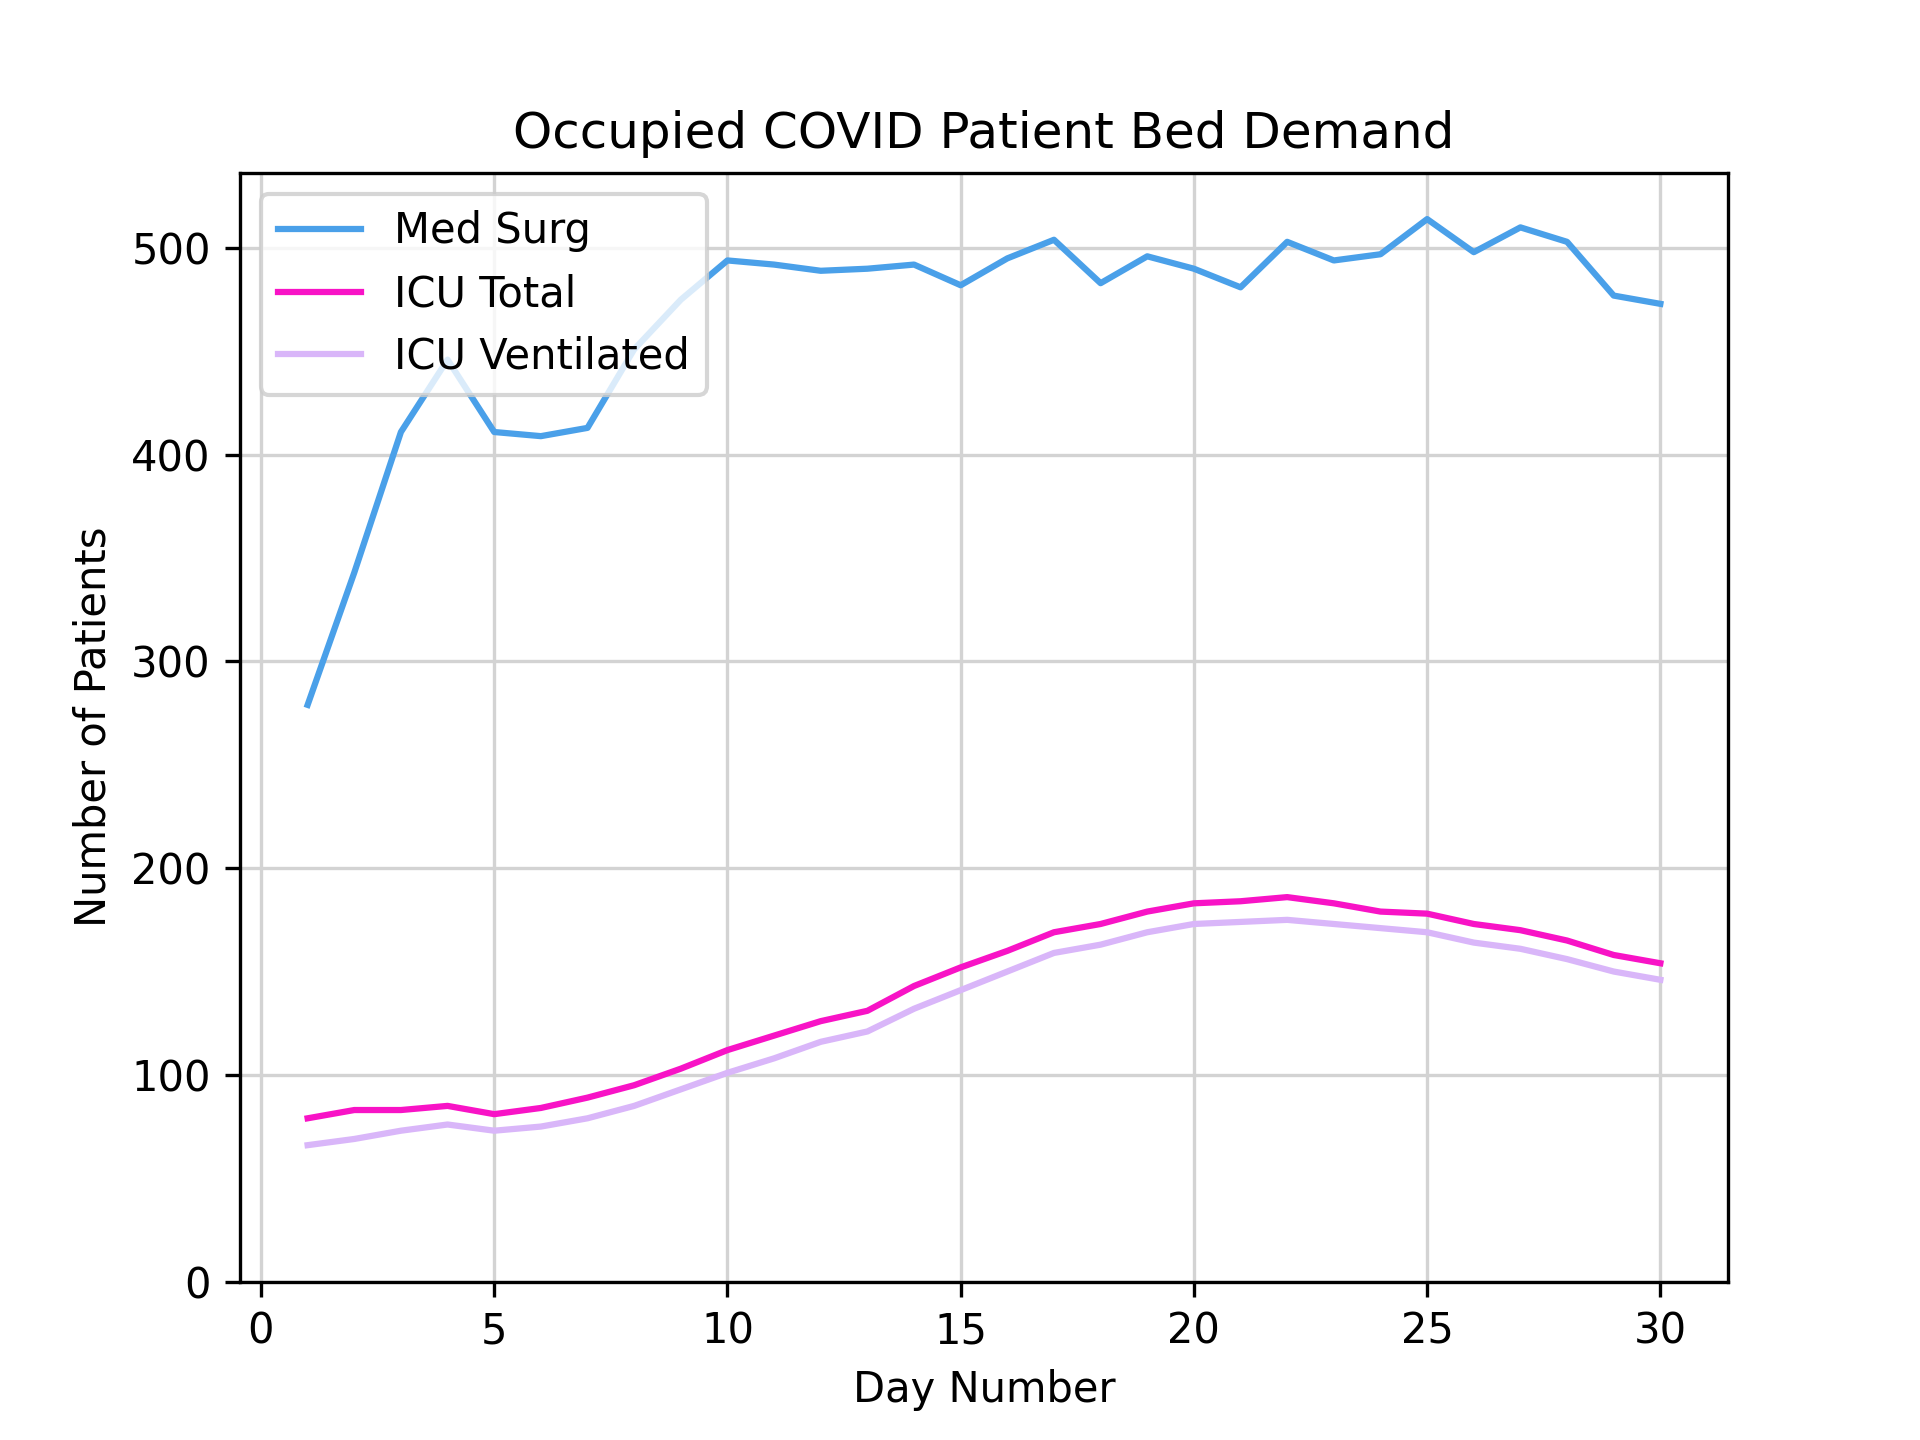 Occupied COVID Patient Bed Demand
Med Surg
ICU Total
ICU Ventilated
500
400
300
200
100
0
Number of Patients
0 5 10 15 20 25 30
Day Number